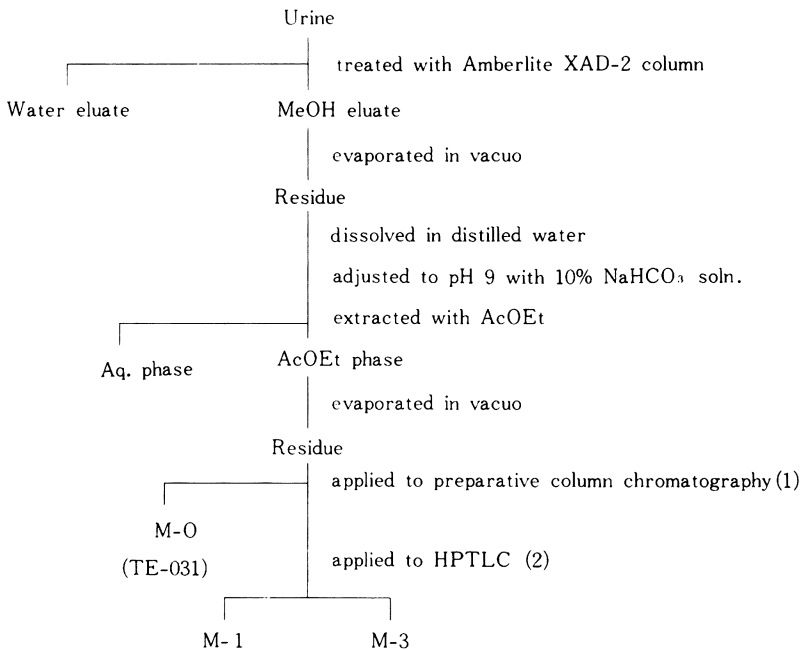 Urine
treated with Amberlite XAD-2 column
Water eluate
MeOH eluate
evaporated in vacuo
Residue
dissolved in distilled water
adjusted to pH 9 with 10% NaHCO₃ soln.
extracted with AcOEt
Aq. phase
AcOEt phase
evaporated in vacuo
Residue
applied to preparative column chromatography (1)
M-O
(TE-031)
applied to HPTLC (2)
M-1
M-3